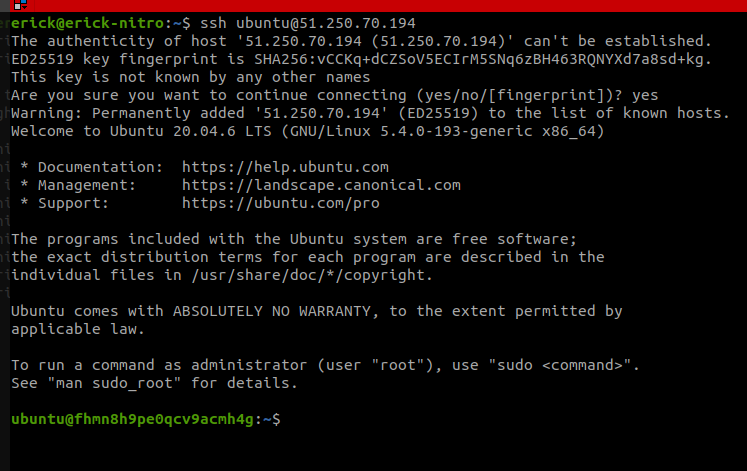 erick@erick-nitro:~$ ssh ubuntu@51.250.70.194
The authenticity of host '51.250.70.194 (51.250.70.194)' can't be established.
ED25519 key fingerprint is SHA256:vCCKq+dCZSoV5ECIrM5SNq6zBH463RQNYXd7a8sd+kg.
This key is not known by any other names
Are you sure you want to continue connecting (yes/no/[fingerprint])? yes
Warning: Permanently added '51.250.70.194' (ED25519) to the list of known hosts.
Welcome to Ubuntu 20.04.6 LTS (GNU/Linux 5.4.0-193-generic x86_64)
 * Documentation:  https://help.ubuntu.com
 * Management:     https://landscape.canonical.com
 * Support:        https://ubuntu.com/pro
The programs included with the Ubuntu system are free software;
the exact distribution terms for each program are described in the
individual files in /usr/share/doc/*/copyright.
Ubuntu comes with ABSOLUTELY NO WARRANTY, to the extent permitted by
applicable law.
To run a command as administrator (user "root"), use "sudo <command>".
See "man sudo_root" for details.
ubuntu@fhmn8h9pe0qcv9acmh4g:~$